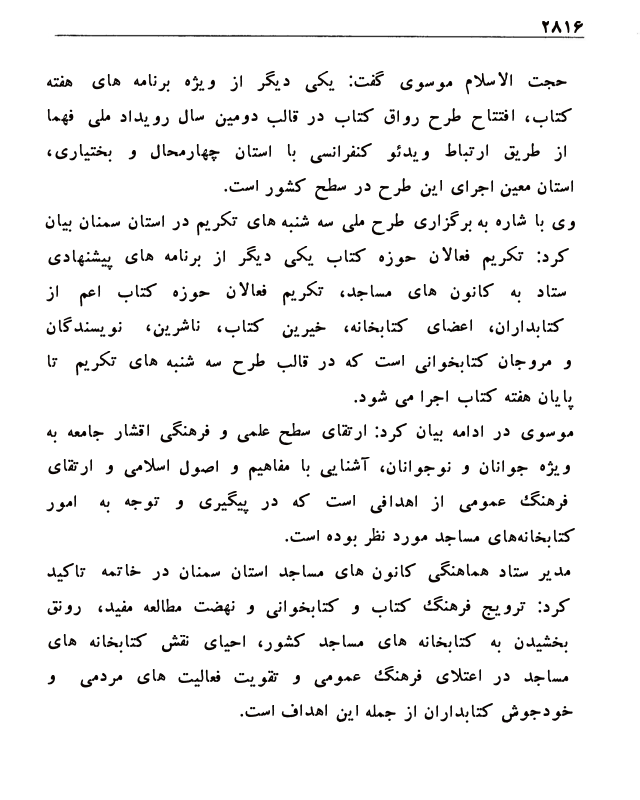 ۲۸۱۶
حجت الاسلام موسوی گفت: یکی دیگر از ویژه برنامه های هفته
کتاب، افتتاح طرح رواق کتاب در قالب دومین سال رویداد ملی فهما
از طریق ارتباط ویدئو کنفرانسی با استان چهارمحال و بختیاری،
استان معین اجرای این طرح در سطح کشور است.
وی با شاره به برگزاری طرح ملی سه شنبه های تکریم در استان سمنان بیان
کرد: تکریم فعالان حوزه کتاب یکی دیگر از برنامه های پیشنهادی
ستاد به کانون های مساجد، تکریم فعالان حوزه کتاب اعم از
کتابداران، اعضای کتابخانه، خیرین کتاب، ناشرین، نویسندگان
و مروجان کتابخوانی است که در قالب طرح سه شنبه های تکریم تا
پایان هفته کتاب اجرا می شود.
موسوی در ادامه بیان کرد: ارتقای سطح علمی و فرهنگی اقشار جامعه به
ویژه جوانان و نوجوانان، آشنایی با مفاهیم و اصول اسلامی و ارتقای
فرهنگ عمومی از اهدافی است که در پیگیری و توجه به امور
کتابخانه‌های مساجد مورد نظر بوده است.
مدیر ستاد هماهنگی کانون های مساجد استان سمنان در خاتمه تاکید
کرد: ترویج فرهنگ کتاب و کتابخوانی و نهضت مطالعه مفید، رونق
بخشیدن به کتابخانه های مساجد کشور، احیای نقش کتابخانه های
مساجد در اعتلای فرهنگ عمومی و تقویت فعالیت های مردمی و
خودجوش کتابداران از جمله این اهداف است.